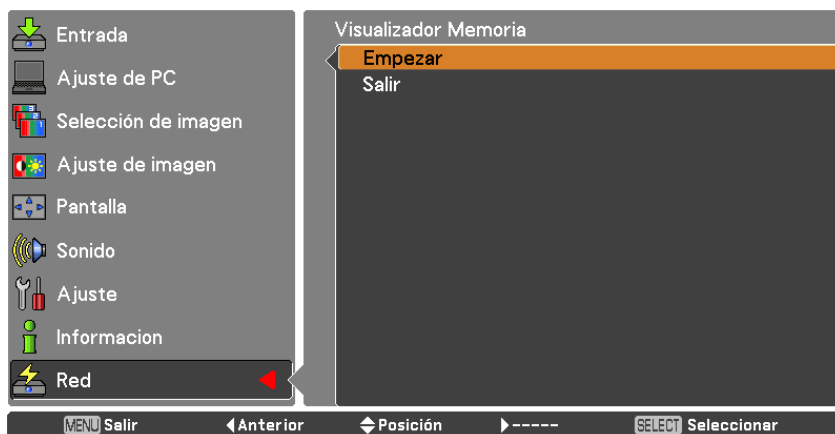 Entrada
Ajuste de PC
Selección de imagen
Ajuste de imagen
Pantalla
Sonido
Ajuste
Informacion
Red
Visualizador Memoria
Empezar
Salir
MENU Salir ◀Anterior ◆Posición ▶----- SELECT Seleccionar